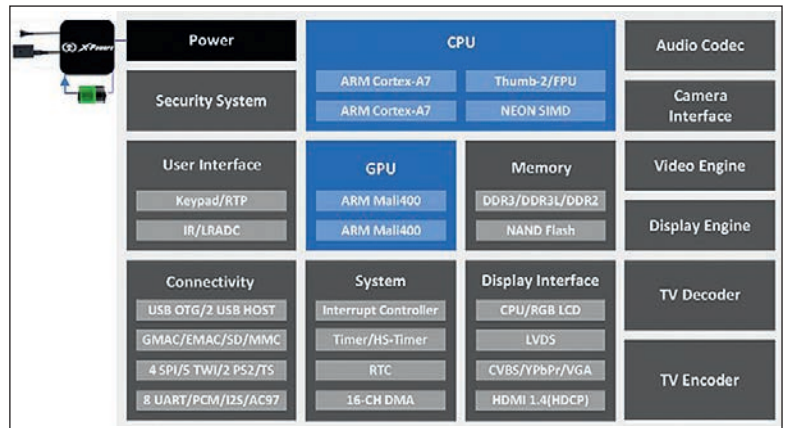 X-Powers
Power
Security System
CPU
ARM Cortex-A7
Thumb-2/FPU
ARM Cortex-A7
NEON SIMD
Audio Codec
Camera
Interface
User Interface
Keypad/RTP
IR/LRADC
GPU
ARM Mali400
ARM Mali400
Memory
DDR3/DDR3L/DDR2
NAND Flash
Video Engine
Display Engine
Connectivity
USB OTG/2 USB HOST
GMAC/EMAC/SD/MMC
4 SPI/5 TWI/2 PS2/TS
8 UART/PCM/I2S/AC97
System
Interrupt Controller
Timer/HS-Timer
RTC
16-CH DMA
Display Interface
CPU/RGB LCD
LVDS
CVBS/YPbPr/VGA
HDMI 1.4(HDCP)
TV Decoder
TV Encoder